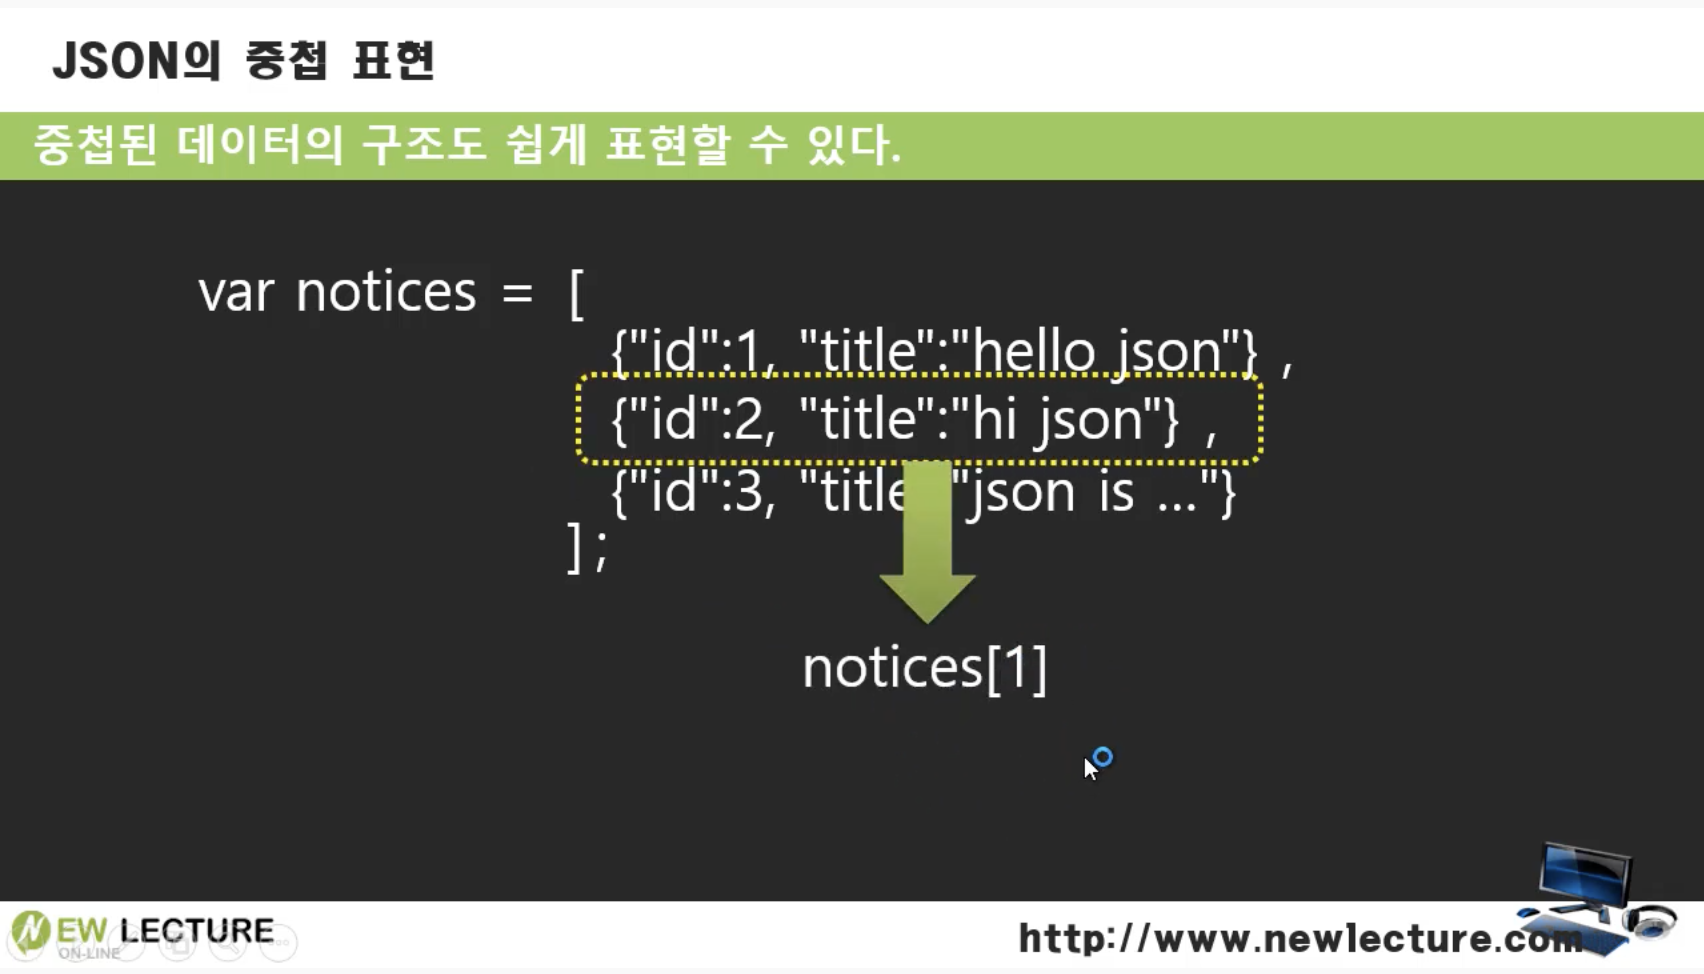 JSON의 중첩 표현
중첩된 데이터의 구조도 쉽게 표현할 수 있다.
var notices = [
{"id":1, "title":"hello json"} ,
{"id":2, "title":"hi json"} ,
{"id":3, "title "json is ..."}
] ;
notices[1]
NEW LECTURE
ON-LINE
http://www.newlecture.com